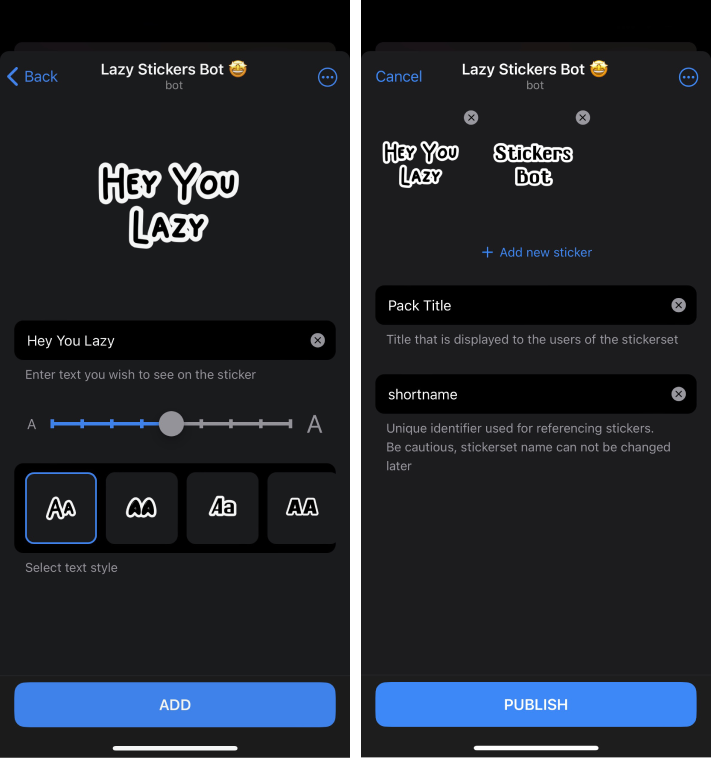 Back
Lazy Stickers Bot 🤩
bot
Hey You
Lazy
Hey You Lazy
Enter text you wish to see on the sticker
A
A
Aa
AA
Aa
AA
Select text style
ADD
Cancel
Lazy Stickers Bot 🤩
bot
Hey You
Lazy
Stickers
Bot
+ Add new sticker
Pack Title
Title that is displayed to the users of the stickerset
shortname
Unique identifier used for referencing stickers.
Be cautious, stickerset name can not be changed
later
PUBLISH